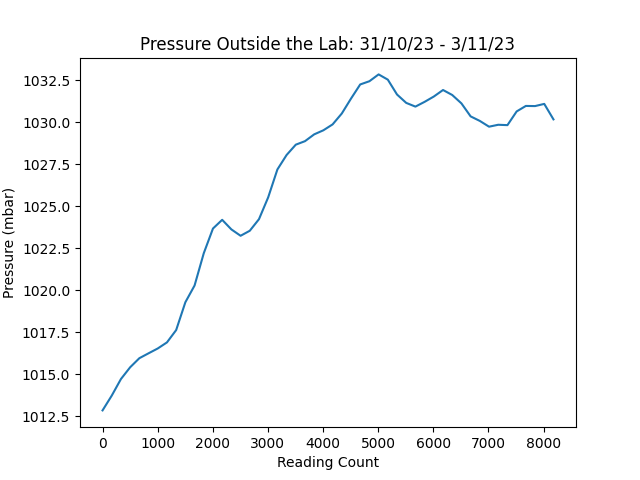 Pressure Outside the Lab: 31/10/23 - 3/11/23
Pressure (mbar)
1032.5
1030.0
1027.5
1025.0
1022.5
1020.0
1017.5
1015.0
1012.5
0 1000 2000 3000 4000 5000 6000 7000 8000
Reading Count